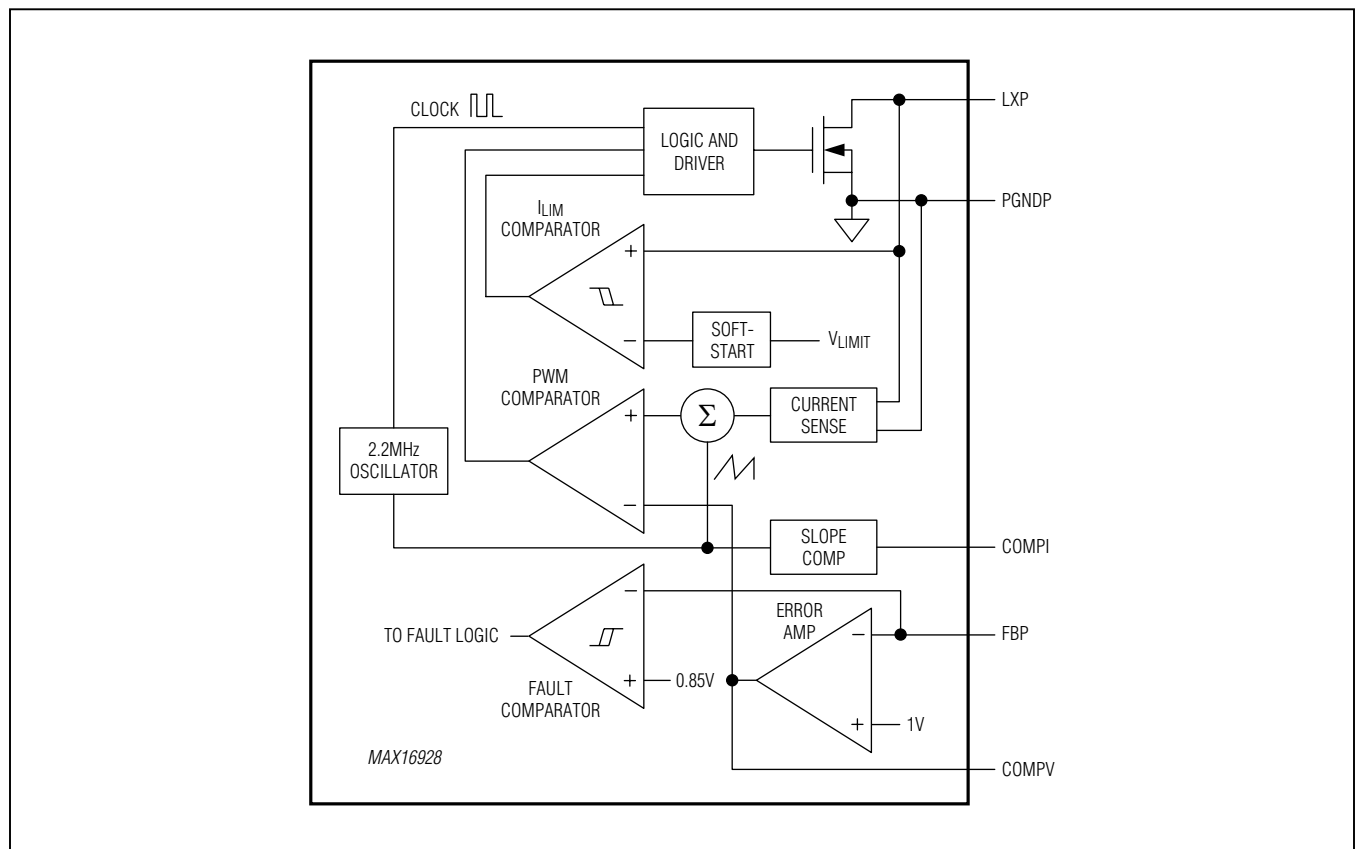 CLOCK
LOGIC AND
DRIVER
LXP
PGNDP
ILIM
COMPARATOR
+
−
SOFT-
START
VLIMIT
PWM
COMPARATOR
+
−
Σ
CURRENT
SENSE
2.2MHz
OSCILLATOR
SLOPE
COMP
COMPI
−
+
TO FAULT LOGIC
0.85V
FAULT
COMPARATOR
ERROR
AMP
−
+
FBP
1V
COMPV
MAX16928